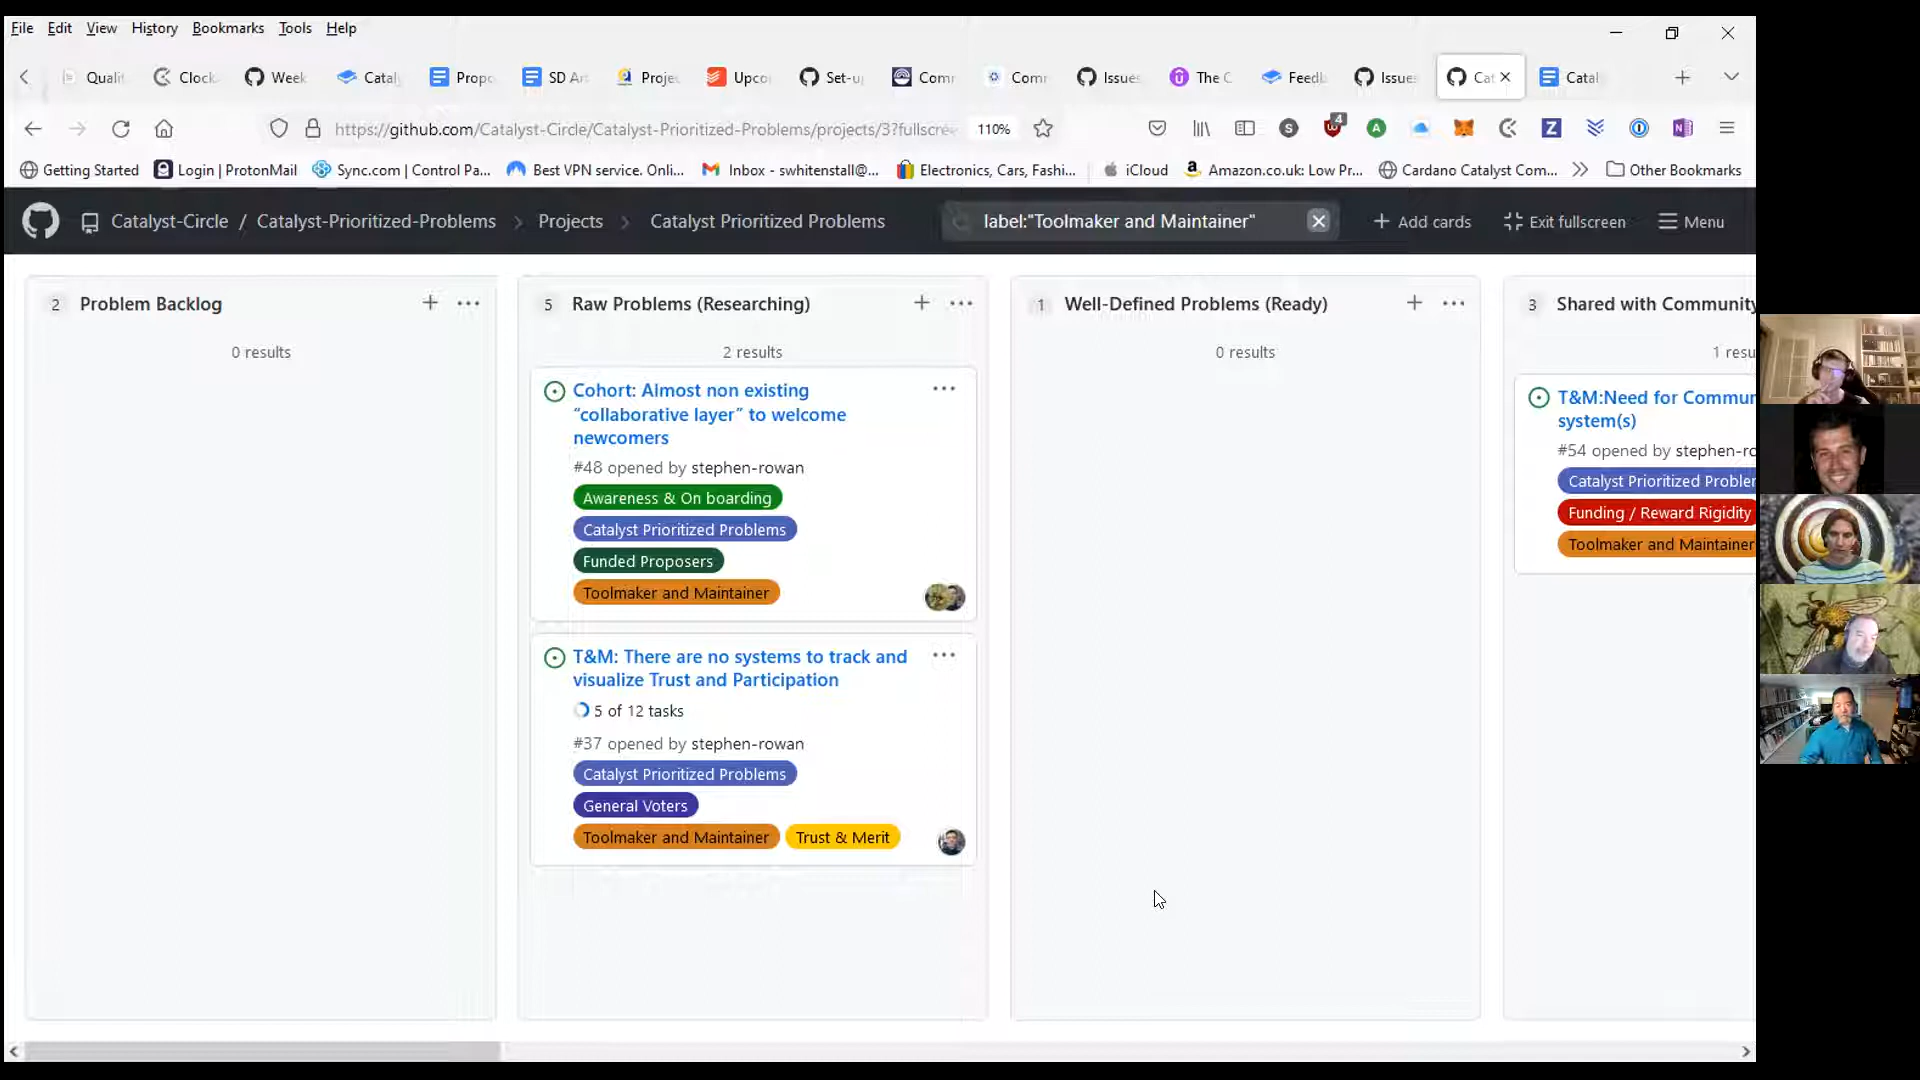 File Edit View History Bookmarks Tools Help
Qualit Clock Week Cataly Propo SD Ar Projec Upco Set-u Comm Comm Issues The C Feedb Issues Cat Catal
https://github.com/Catalyst-Circle/Catalyst-Prioritized-Problems/projects/3?fullscre 110% 4
Getting Started Login | ProtonMail Sync.com | Control Pa... Best VPN service. Onli... Inbox - swhitenstall@... Electronics, Cars, Fashi... iCloud Amazon.co.uk: Low Pr... Cardano Catalyst Com... Other Bookmarks
Catalyst-Circle / Catalyst-Prioritized-Problems Projects Catalyst Prioritized Problems label:"Toolmaker and Maintainer" Add cards Exit fullscreen Menu
2 Problem Backlog
0 results
5 Raw Problems (Researching)
2 results
Cohort: Almost non existing
“collaborative layer” to welcome
newcomers
#48 opened by stephen-rowan
Awareness & On boarding
Catalyst Prioritized Problems
Funded Proposers
Toolmaker and Maintainer
T&M: There are no systems to track and
visualize Trust and Participation
5 of 12 tasks
#37 opened by stephen-rowan
Catalyst Prioritized Problems
General Voters
Toolmaker and Maintainer Trust & Merit
1 Well-Defined Problems (Ready)
0 results
3 Shared with Community
1 resu
T&M:Need for Commun
system(s)
#54 opened by stephen-ro
Catalyst Prioritized Probler
Funding / Reward Rigidity
Toolmaker and Maintainer